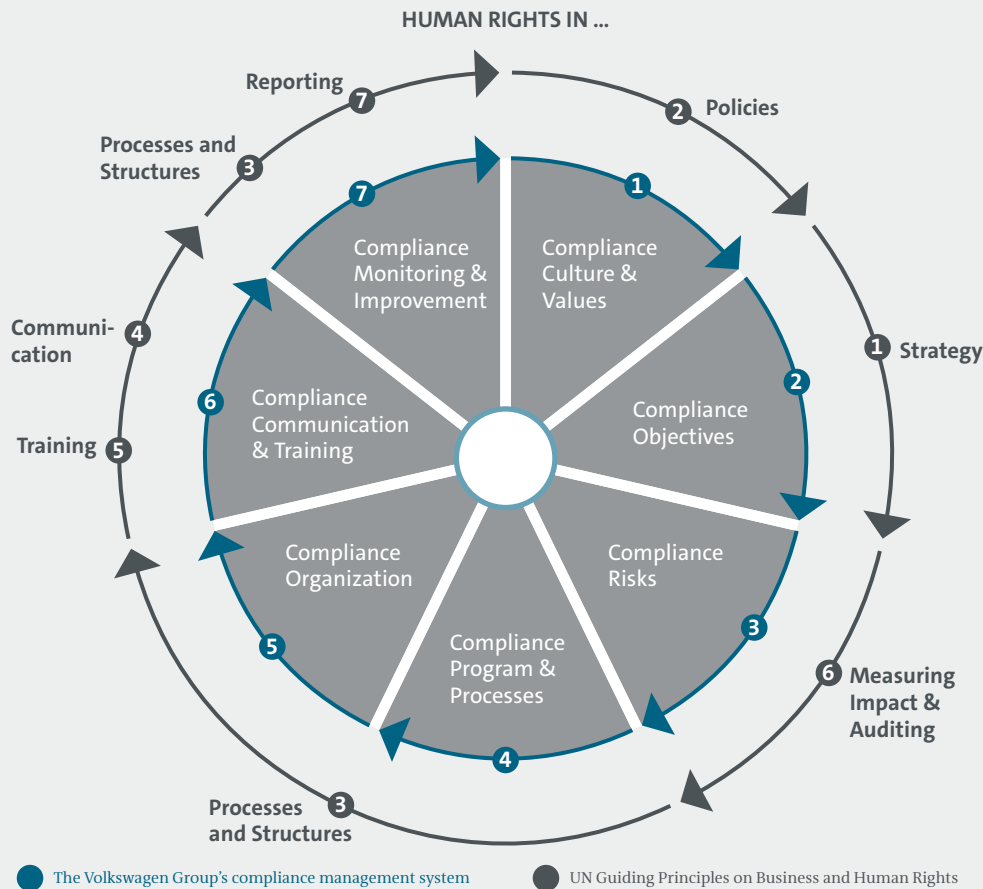 HUMAN RIGHTS IN ...
Reporting
7
2
Policies
Processes and
Structures
3
7
1
Compliance
Monitoring &
Improvement
Compliance
Culture &
Values
Communi-
cation
4
1
Strategy
6
Compliance
Communication
& Training
2
Compliance
Objectives
Training
5
Compliance
Organization
Compliance
Risks
5
3
Compliance
Program &
Processes
6
Measuring
Impact &
Auditing
4
Processes
and Structures
3
The Volkswagen Group's compliance management system
UN Guiding Principles on Business and Human Rights